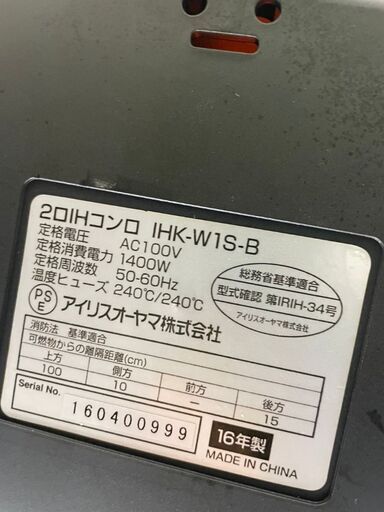 2口IHコンロ IHK-W1S-B
定格電圧 AC100V
定格消費電力 1400W
定格周波数 50-60Hz
温度ヒューズ 240℃/240℃
PS
E
アイリスオーヤマ株式会社
総務省基準適合
型式確認 第IRIH-34号
アイリスオーヤマ株式会社
消防法 基準適合
可燃物からの離隔距離(cm)
上方 側方 前方 後方
100 10 － 15
Serial No.
160400999
16年製
MADE IN CHINA